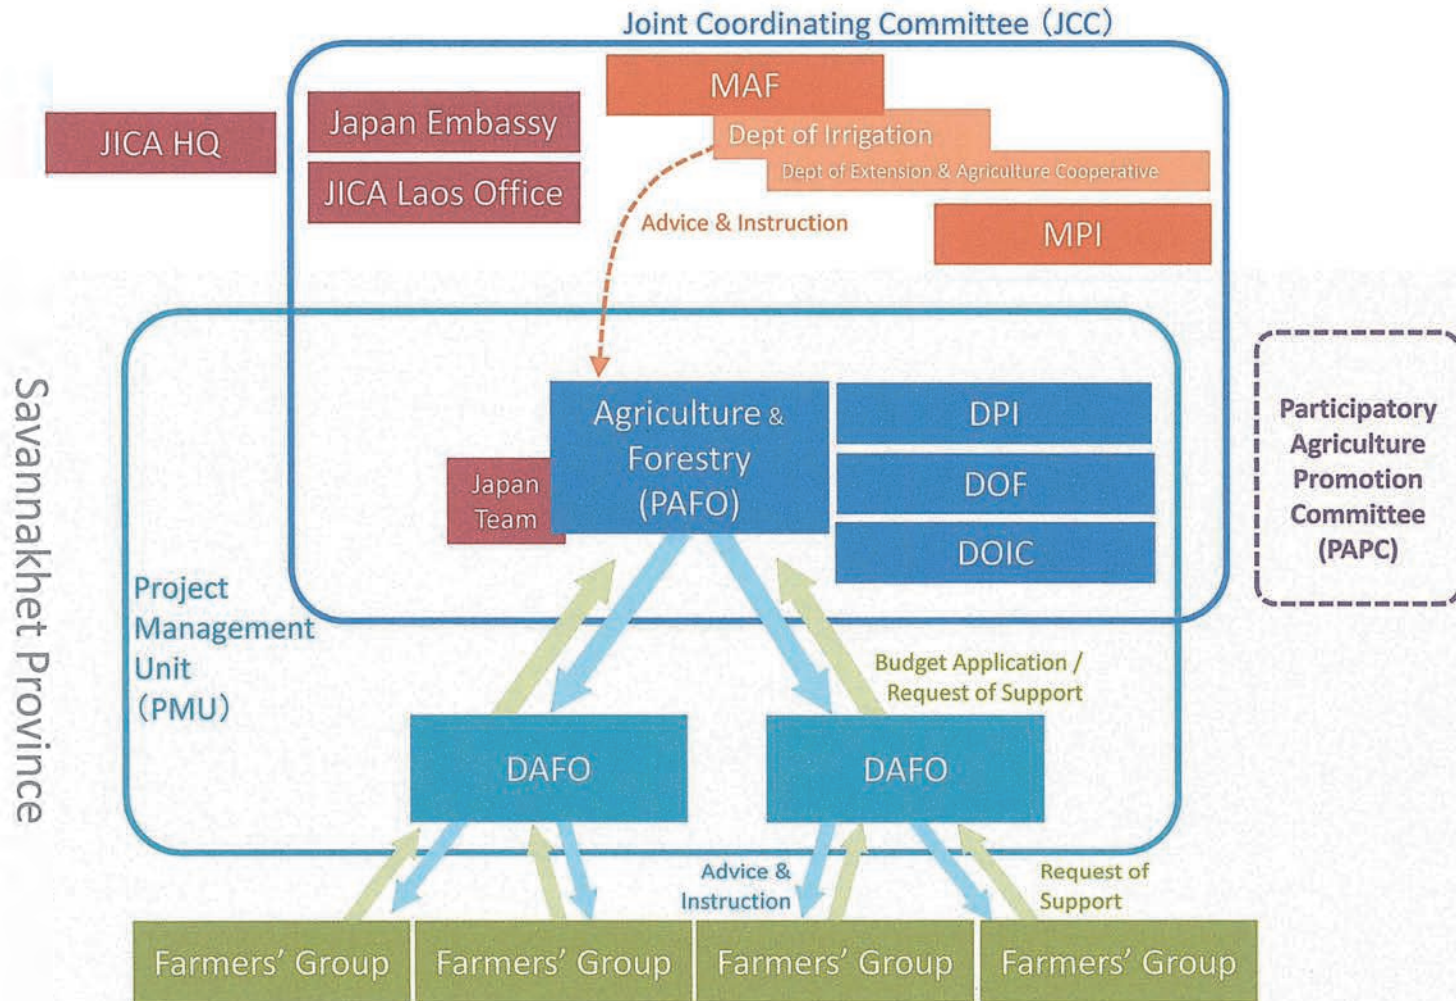 Joint Coordinating Committee (JCC)
MAF
Japan Embassy
JICA HQ
Dept of Irrigation
Dept of Extension & Agriculture Cooperative
JICA Laos Office
Advice & Instruction
MPI
Savannakhet Province
Agriculture &
Forestry
(PAFO)
DPI
DOF
DOIC
Japan
Team
Participatory
Agriculture
Promotion
Committee
(PAPC)
Project
Management
Unit
(PMU)
Budget Application /
Request of Support
DAFO
DAFO
Advice &
Instruction
Request of
Support
Farmers' Group
Farmers' Group
Farmers' Group
Farmers' Group